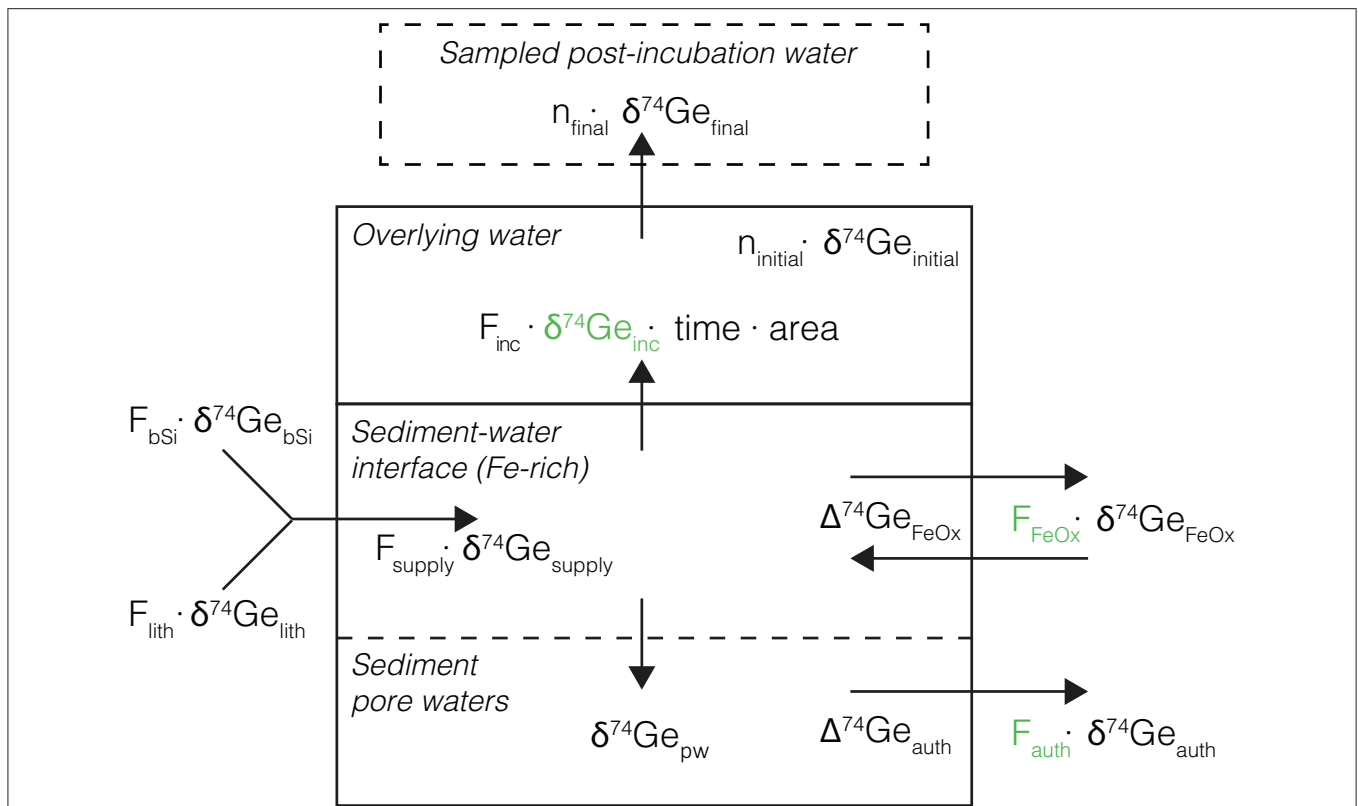 Sampled post-incubation water
n_final · δ⁷⁴Ge_final
Overlying water
n_initial · δ⁷⁴Ge_initial
F_inc · δ⁷⁴Ge_inc · time · area
F_bSi · δ⁷⁴Ge_bSi
Sediment-water
interface (Fe-rich)
Δ⁷⁴Ge_FeOx
F_FeOx · δ⁷⁴Ge_FeOx
F_supply · δ⁷⁴Ge_supply
F_lith · δ⁷⁴Ge_lith
Sediment
pore waters
δ⁷⁴Ge_pw
Δ⁷⁴Ge_auth
F_auth · δ⁷⁴Ge_auth